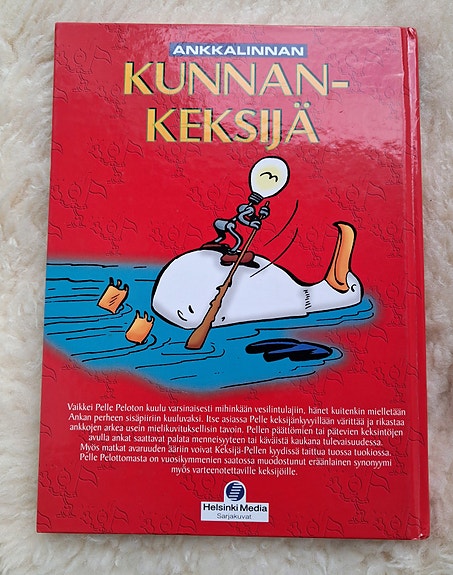 ANKKALINNAN
KUNNAN-
KEKSIJÄ
Vaikkei Pelle Peloton kuulu varsinaisesti mihinkään vesilintulajiin, hänet kuitenkin mielletään
Ankan perheen sisäpiiriin kuuluvaksi. Itse asiassa Pelle keksijänkyvyillään värittää ja rikastaa
ankkojen arkea usein mielikuvituksellisin tavoin. Pellen päättömien tai pätevien keksintöjen
avulla ankat saattavat palata menneisyyteen tai käväistä kaukana tulevaisuudessa.
Myös matkat avaruuden ääriin voivat Keksijä-Pellen kyydissä taittua tuossa tuokiossa.
Pelle Pelottomasta on vuosikymmenien saatossa muodostunut eräänlainen synonyymi
myös varteenotettaville keksijöille.
Helsinki Media
Sarjakuvat